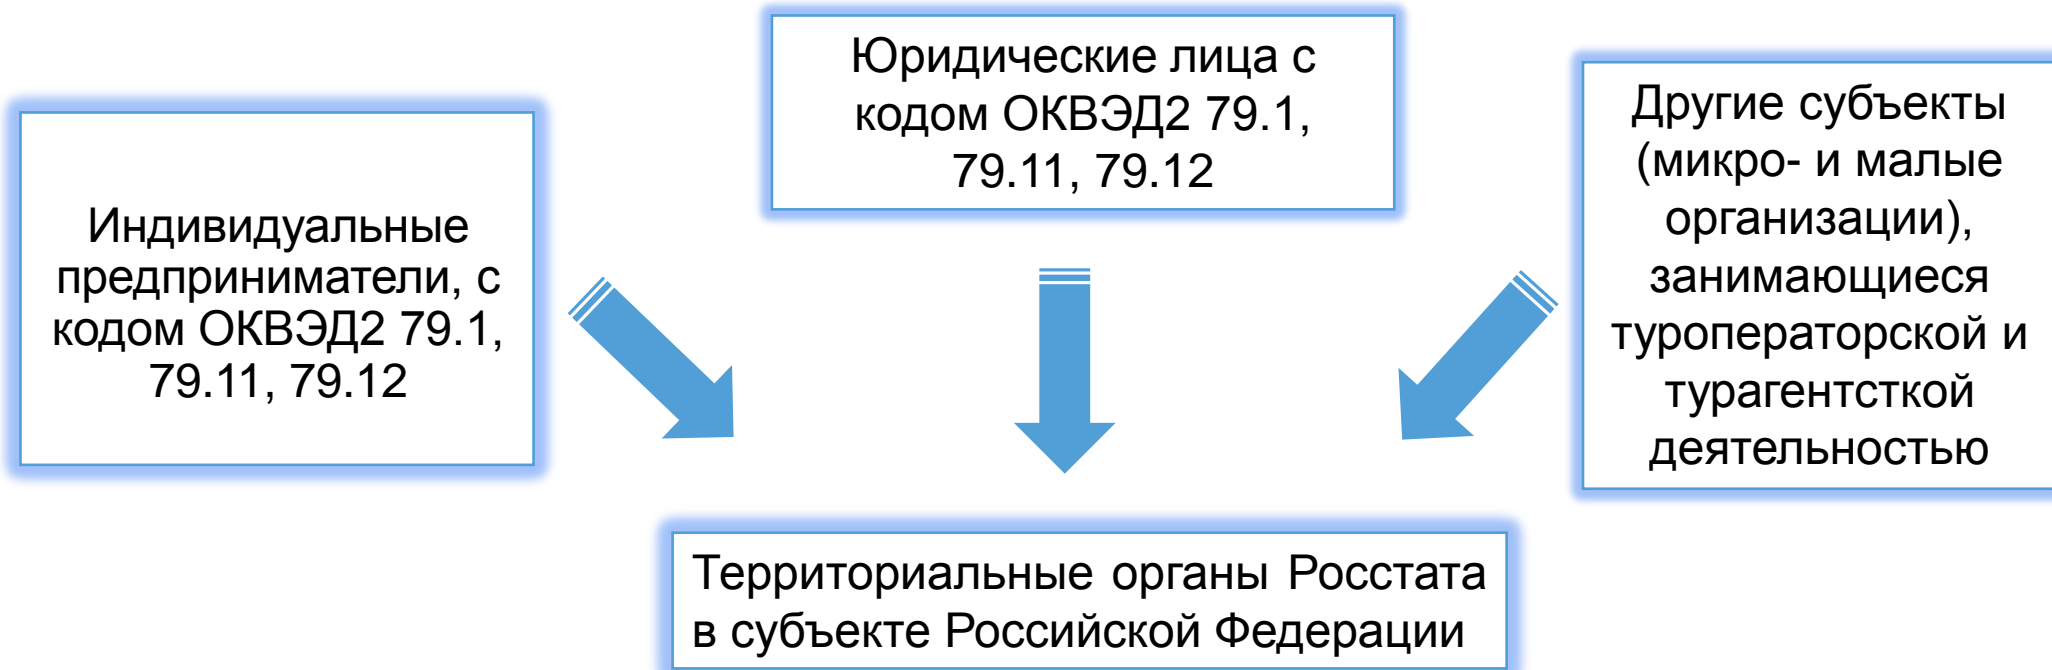 Индивидуальные
предприниматели, с
кодом ОКВЭД2 79.1,
79.11, 79.12
Юридические лица с
кодом ОКВЭД2 79.1,
79.11, 79.12
Другие субъекты
(микро- и малые
организации),
занимающиеся
туроператорской и
турагентсткой
деятельностью
Территориальные органы Росстата
в субъекте Российской Федерации